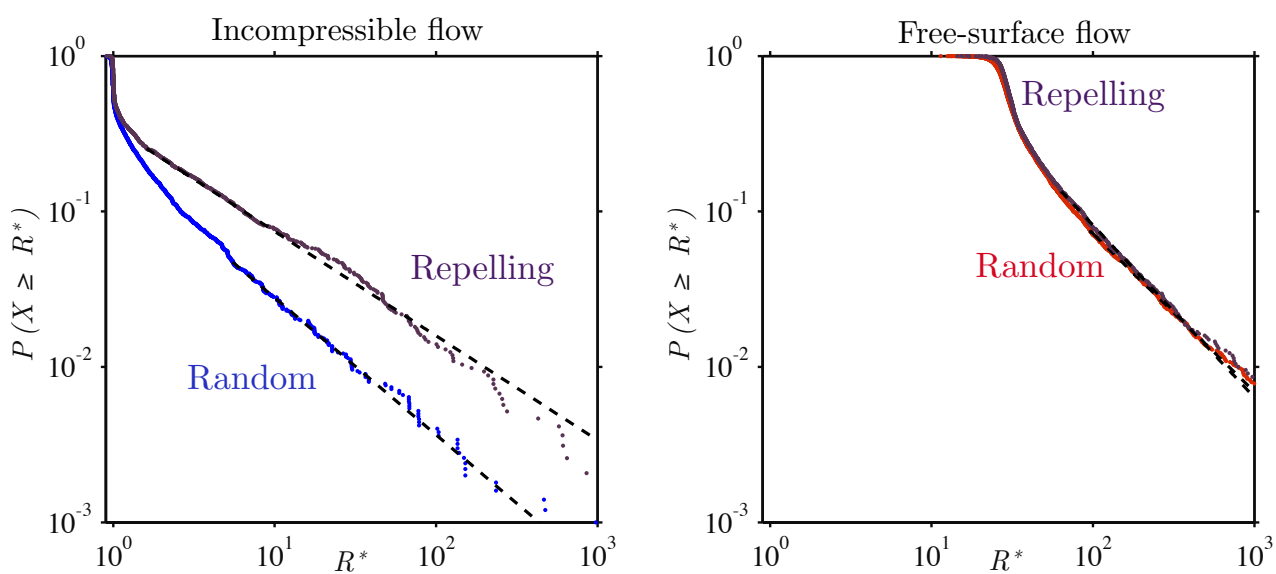 Incompressible flow
10^0
10^-1
10^-2
10^-3
P (X ≥ R*)
Repelling
Random
10^0 10^1 R* 10^2 10^3
Free-surface flow
10^0
10^-1
10^-2
10^-3
P (X ≥ R*)
Repelling
Random
10^0 10^1 R* 10^2 10^3